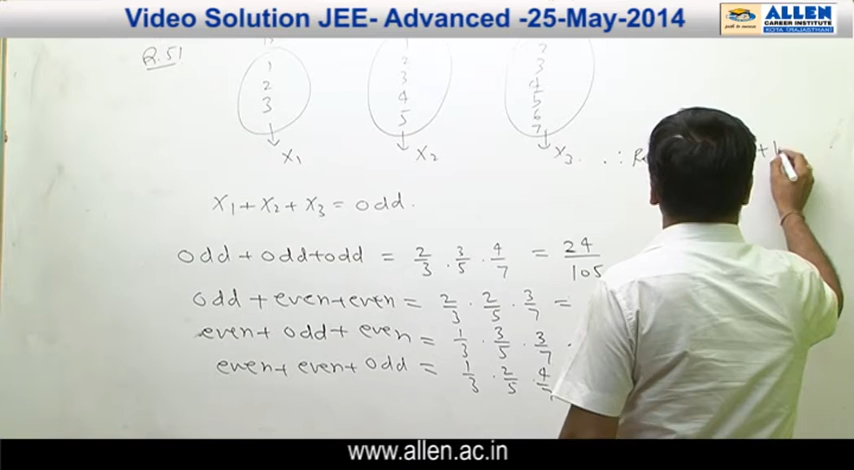 Video Solution JEE- Advanced -25-May-2014
ALLEN
CAREER INSTITUTE
KOTA (RAJASTHAN)
Q.51
1 2 3
1 2 3 4 5
2 3 4 5 6 7
X₁
X₂
X₃
∴
X₁ + X₂ + X₃ = odd.
odd + odd + odd = 2/3 · 3/5 · 4/7 = 24/105
odd + even + even = 2/3 · 2/5 · 3/7 =
even + odd + even = 1/3 · 3/5 · 3/7
even + even + odd = 1/3 · 2/5 · 4/7
www.allen.ac.in